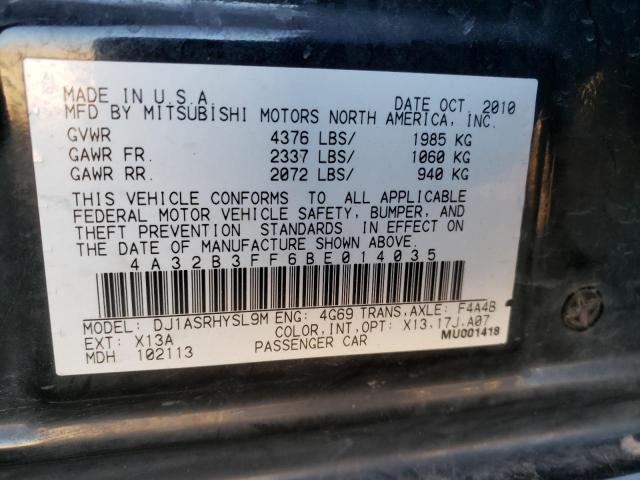 MADE IN U.S.A. DATE OCT. 2010
MFD BY MITSUBISHI MOTORS NORTH AMERICA, INC.
GVWR 4376 LBS/ 1985 KG
GAWR FR. 2337 LBS/ 1060 KG
GAWR RR. 2072 LBS/ 940 KG
THIS VEHICLE CONFORMS TO ALL APPLICABLE
FEDERAL MOTOR VEHICLE SAFETY, BUMPER, AND
THEFT PREVENTION STANDARDS IN EFFECT ON
THE DATE OF MANUFACTURE SHOWN ABOVE.
4A32B3FF6BE014035
MODEL: DJ1ASRHYSL9M ENG: 4G69 TRANS,AXLE: F4A4B
EXT: X13A COLOR,INT,OPT: X13,17J,A07
MDH 102113 PASSENGER CAR MU001418